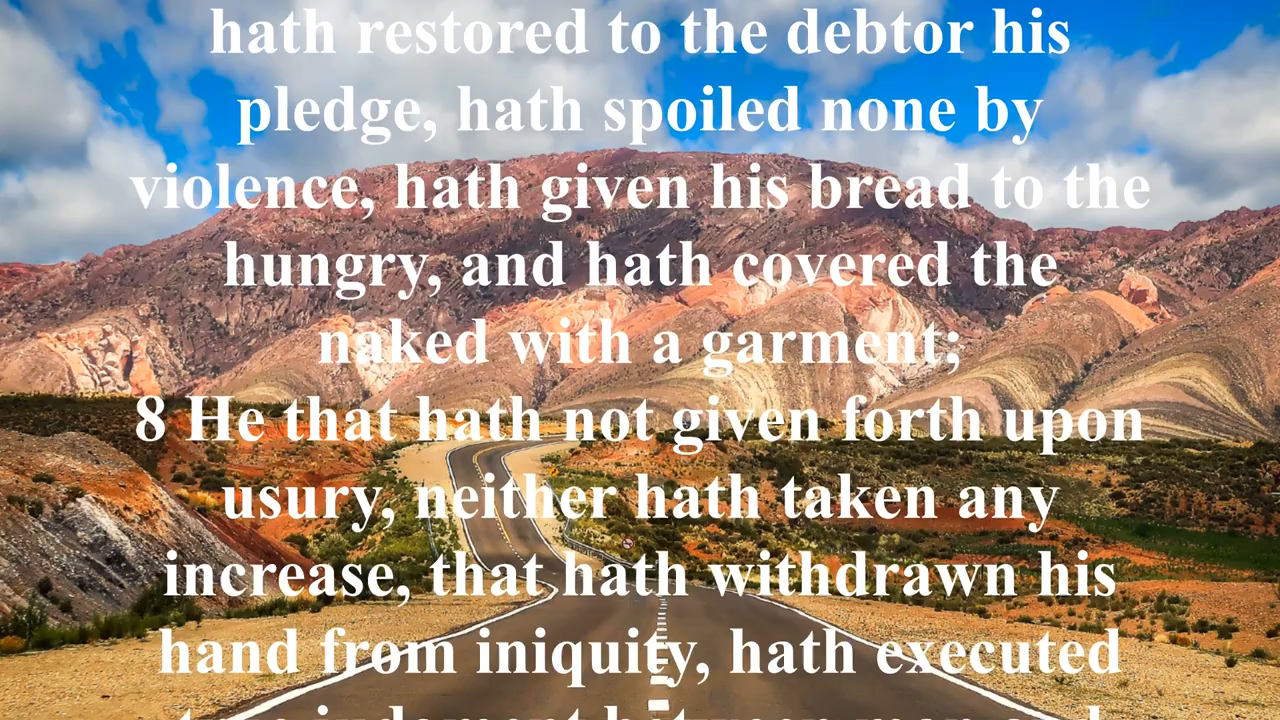 hath restored to the debtor his
pledge, hath spoiled none by
violence, hath given his bread to the
hungry, and hath covered the
naked with a garment;
8 He that hath not given forth upon
usury, neither hath taken any
increase, that hath withdrawn his
hand from iniquity, hath executed
true judgment between man and